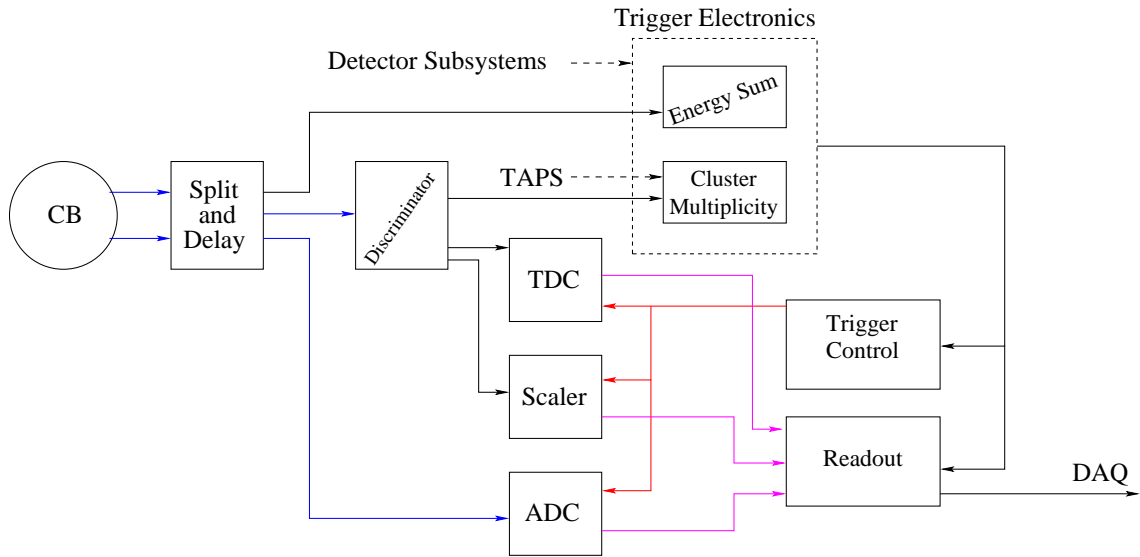 Trigger Electronics
Detector Subsystems
Energy Sum
CB
Split
and
Delay
Discriminator
TAPS
Cluster
Multiplicity
TDC
Trigger
Control
Scaler
Readout
DAQ
ADC